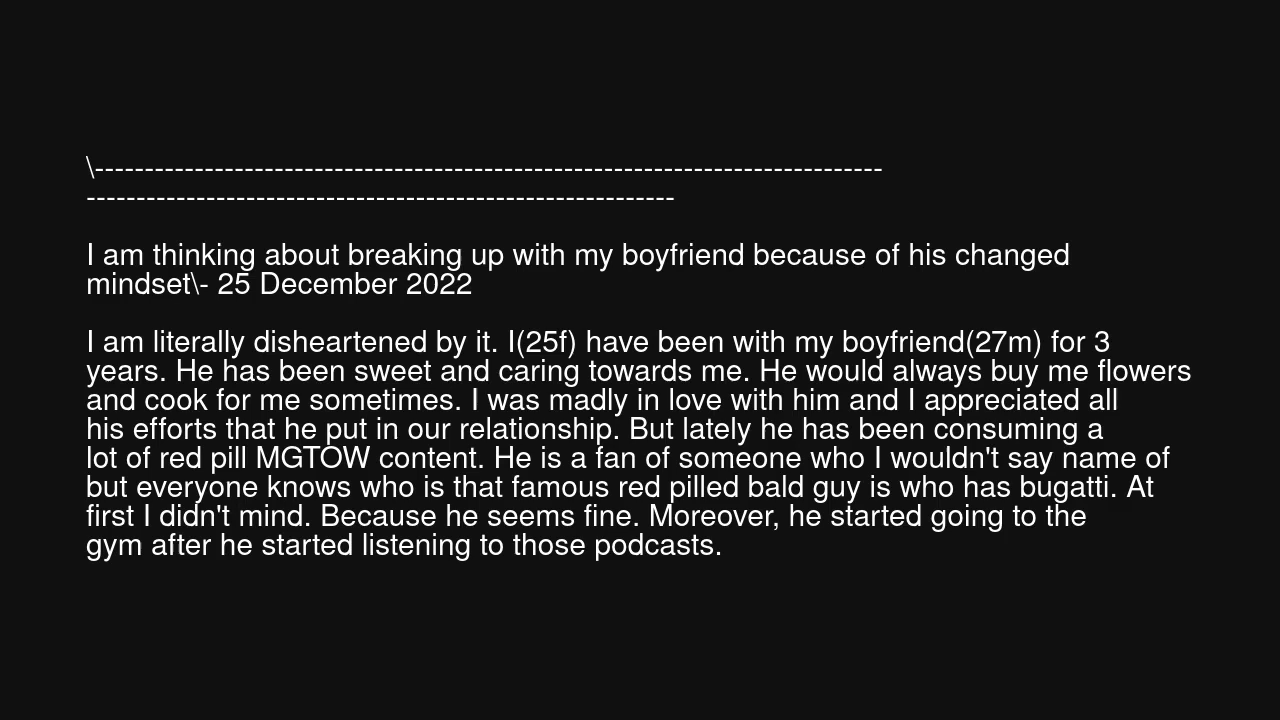 \-------------------------------------------------------------------------------
-----------------------------------------------------------
I am thinking about breaking up with my boyfriend because of his changed
mindset\- 25 December 2022
I am literally disheartened by it. I(25f) have been with my boyfriend(27m) for 3
years. He has been sweet and caring towards me. He would always buy me flowers
and cook for me sometimes. I was madly in love with him and I appreciated all
his efforts that he put in our relationship. But lately he has been consuming a
lot of red pill MGTOW content. He is a fan of someone who I wouldn't say name of
but everyone knows who is that famous red pilled bald guy is who has bugatti. At
first I didn't mind. Because he seems fine. Moreover, he started going to the
gym after he started listening to those podcasts.